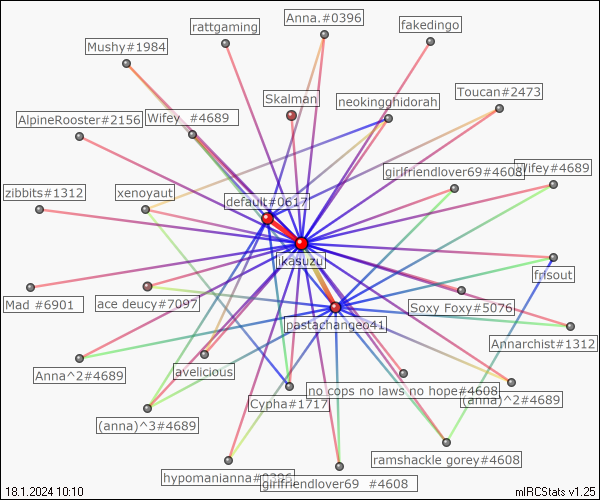 Anna.#0396
rattgaming
fakedingo
Mushy#1984
Toucan#2473
Skalman
neokingghidorah
AlpineRooster#2156
Wifey #4689
girlfriendlover69#4608
Wifey#4689
zibbits#1312
xenoyaut
default#0617
ikasuzu
frisout
Mad #6901
ace deucy#7097
Soxy Foxy#5076
pastachangeo41
Annarchist#1312
Anna^2#4689
avelicious
no cops no laws no hope#4608
(anna)^2#4689
Cypha#1717
(anna)^3#4689
ramshackle gorey#4608
hypomanianna#0396
girlfriendlover69 #4608
18.1.2024 10:10
mIRCStats v1.25